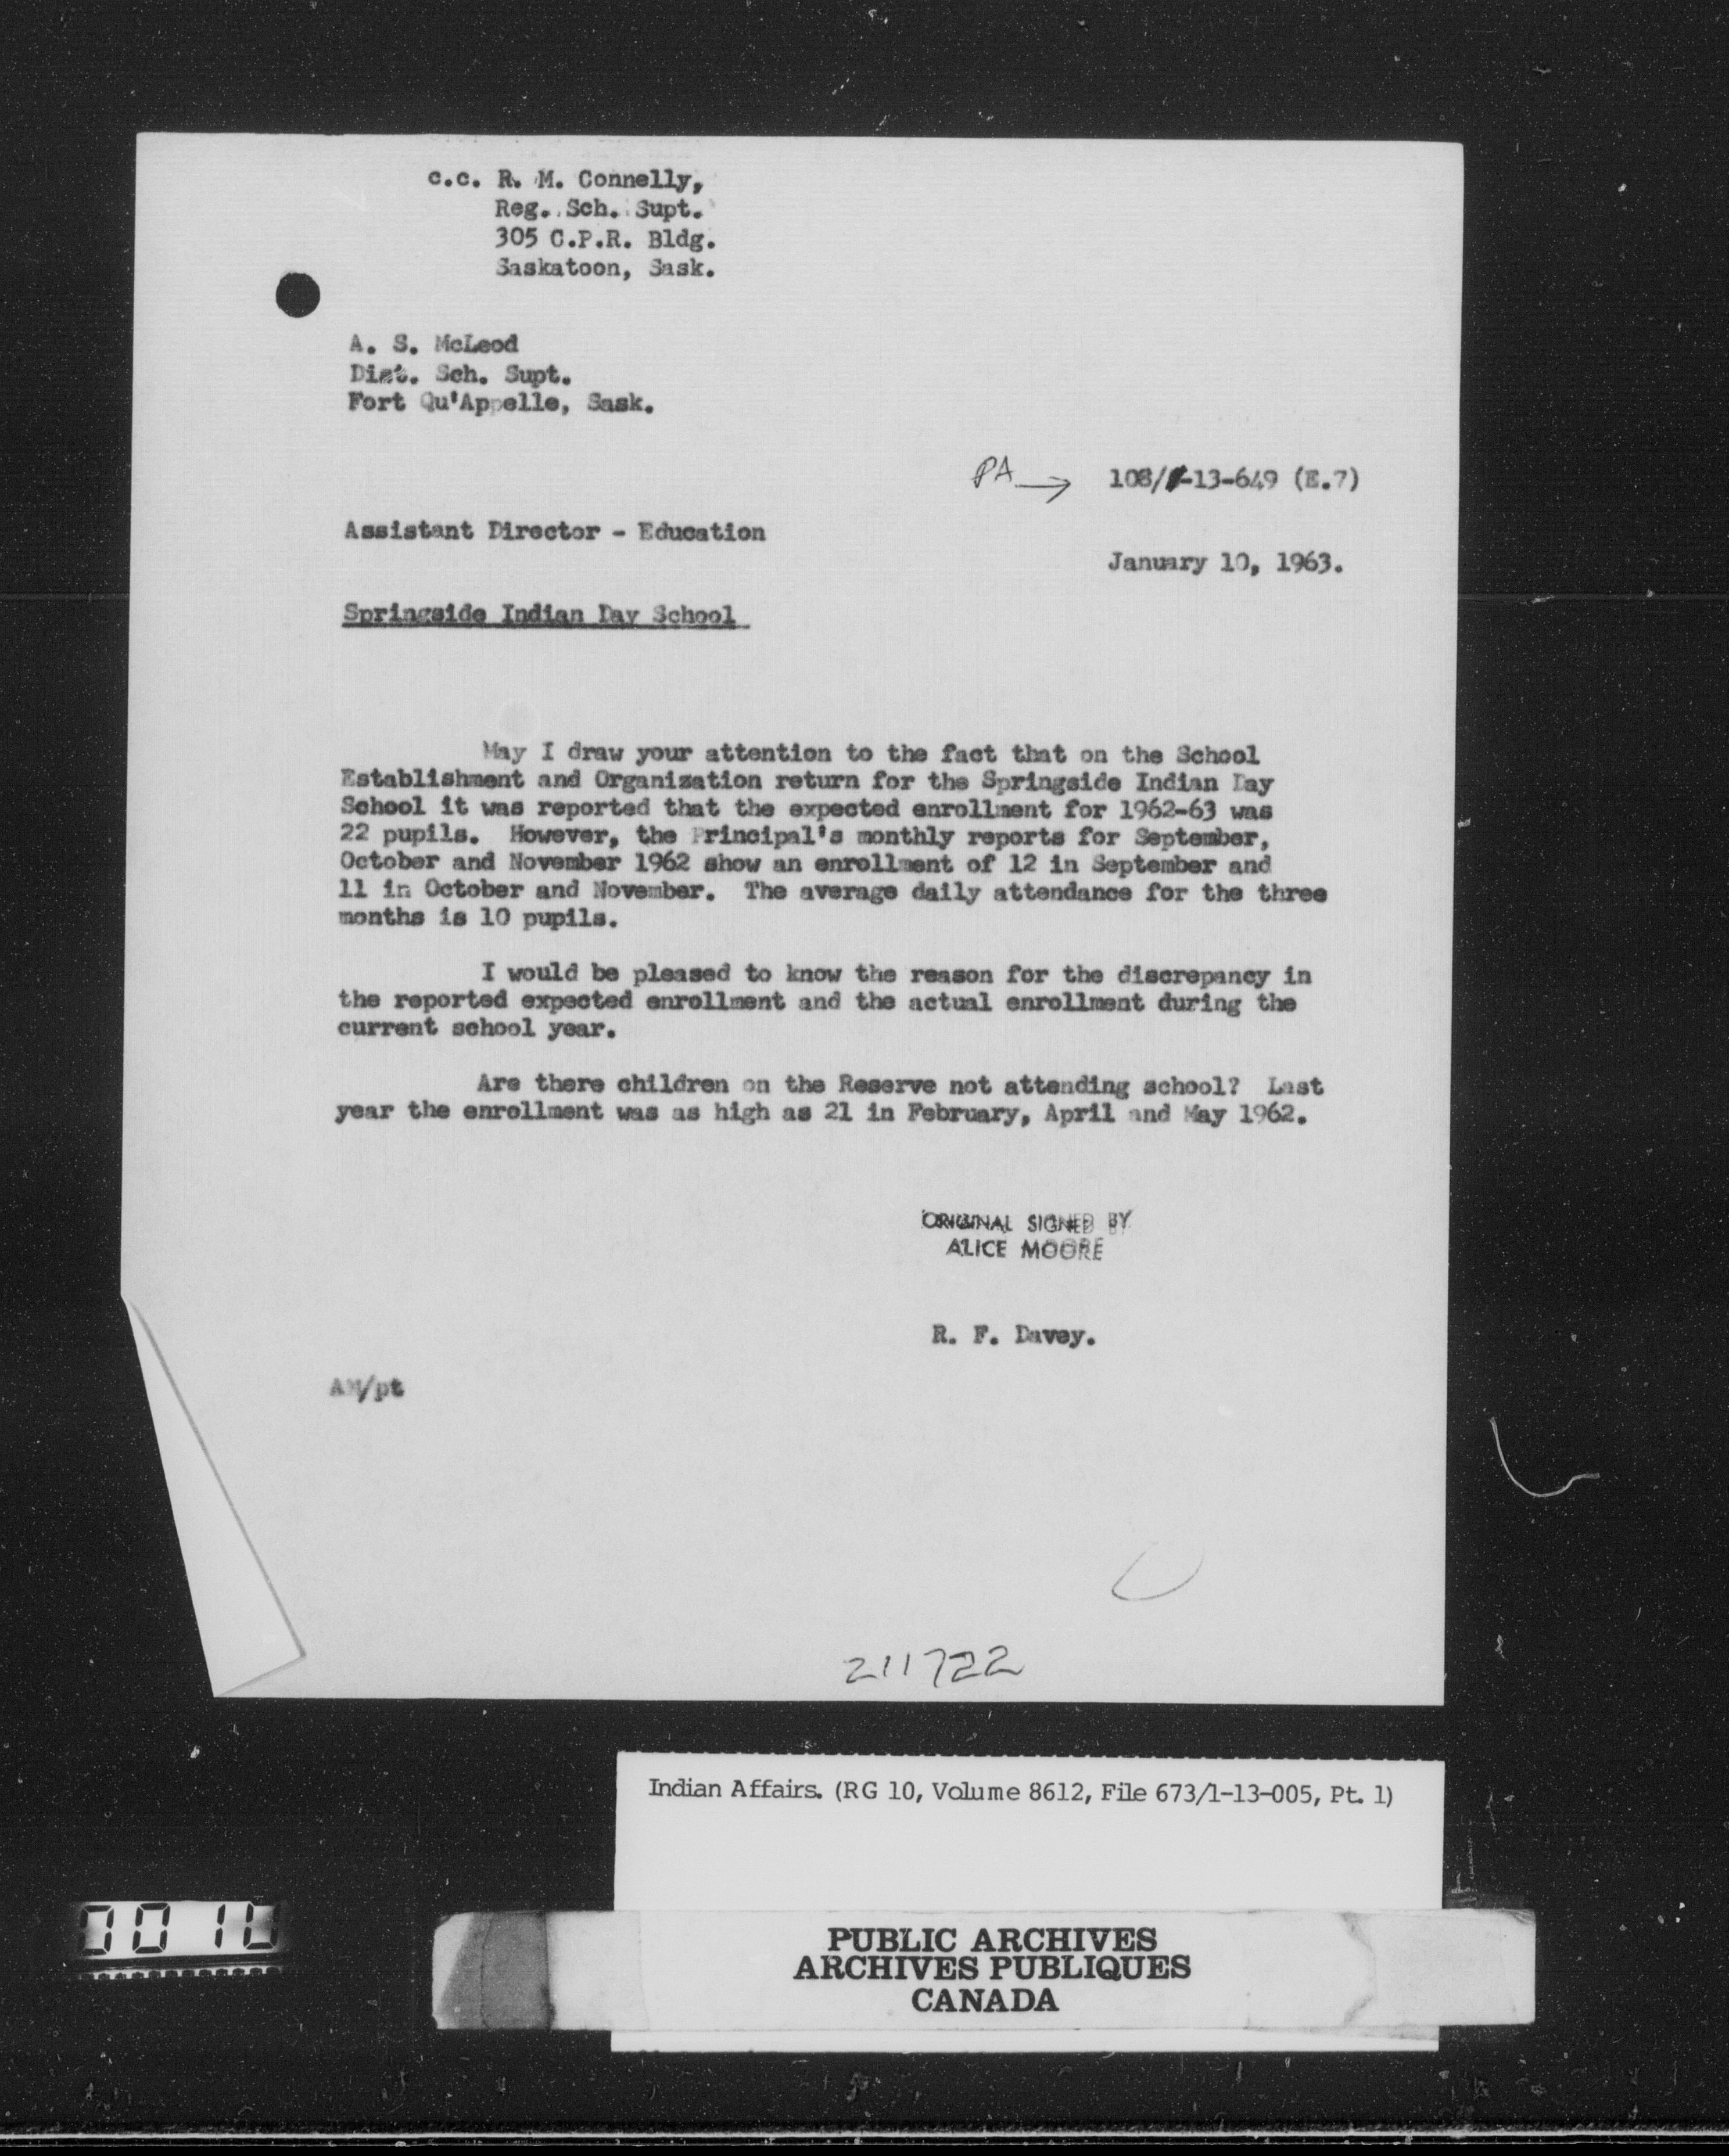 c.c. R. M. Connelly,
Reg. Sch. Supt.
305 C.P.R. Bldg.
Saskatoon, Sask.
A. S. McLeod
Dist. Sch. Supt.
Fort Qu'Appelle, Sask.
PA → 108/1-13-649 (E.7)
Assistant Director - Education
January 10, 1963.
Springside Indian Day School
May I draw your attention to the fact that on the School
Establishment and Organization return for the Springside Indian Day
School it was reported that the expected enrollment for 1962-63 was
22 pupils. However, the Principal's monthly reports for September,
October and November 1962 show an enrollment of 12 in September and
11 in October and November. The average daily attendance for the three
months is 10 pupils.
I would be pleased to know the reason for the discrepancy in
the reported expected enrollment and the actual enrollment during the
current school year.
Are there children on the Reserve not attending school? Last
year the enrollment was as high as 21 in February, April and May 1962.
ORIGINAL SIGNED BY
ALICE MOORE
R. F. Davey.
AM/pt
211722
Indian Affairs. (RG 10, Volume 8612, File 673/1-13-005, Pt. 1)
PUBLIC ARCHIVES
ARCHIVES PUBLIQUES
CANADA